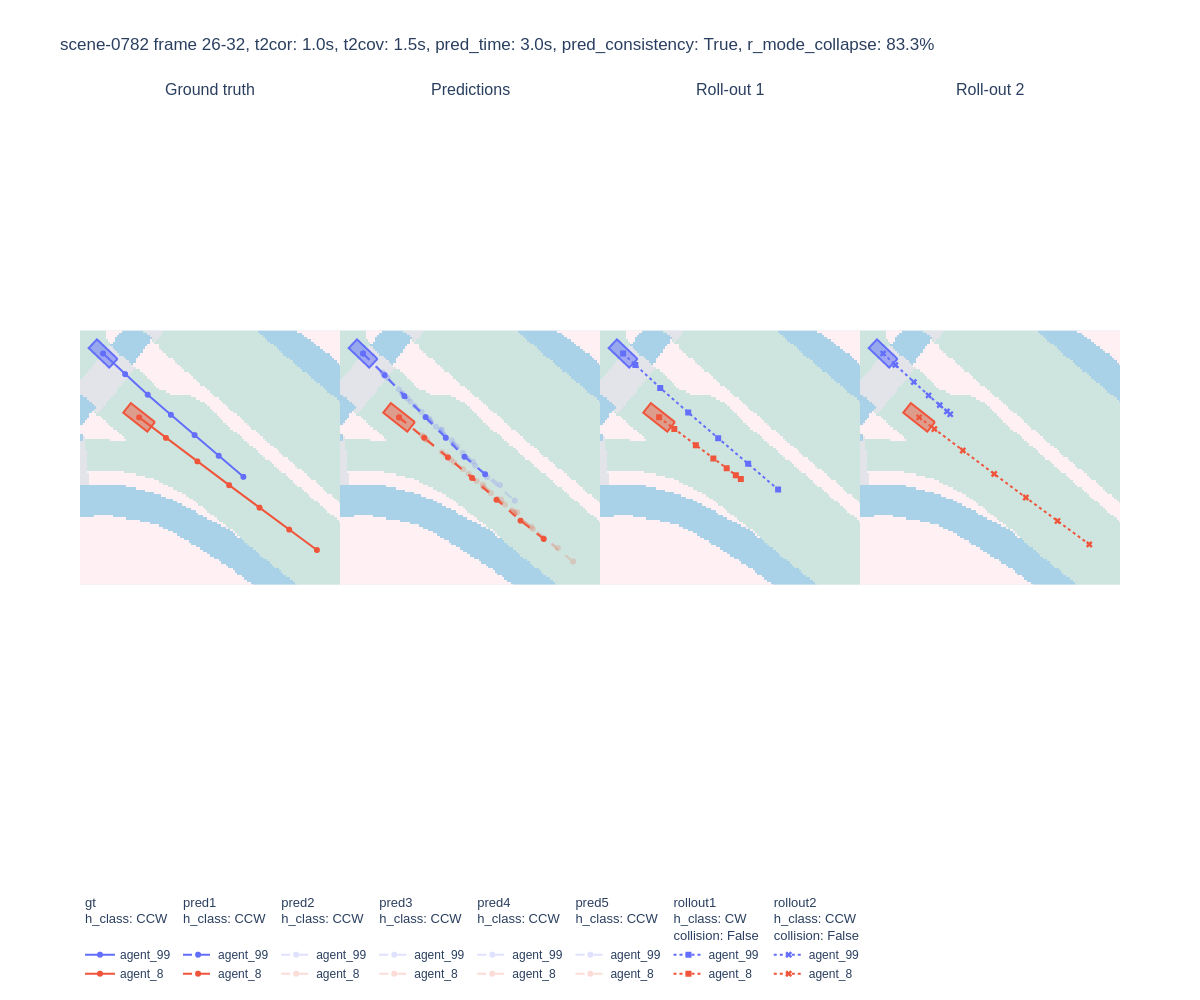 scene-0782 frame 26-32, t2cor: 1.0s, t2cov: 1.5s, pred_time: 3.0s, pred_consistency: True, r_mode_collapse: 83.3%
Ground truth
Predictions
Roll-out 1
Roll-out 2
gt
h_class: CCW
agent_99
agent_8
pred1
h_class: CCW
agent_99
agent_8
pred2
h_class: CCW
agent_99
agent_8
pred3
h_class: CCW
agent_99
agent_8
pred4
h_class: CCW
agent_99
agent_8
pred5
h_class: CCW
agent_99
agent_8
rollout1
h_class: CW
collision: False
agent_99
agent_8
rollout2
h_class: CCW
collision: False
agent_99
agent_8